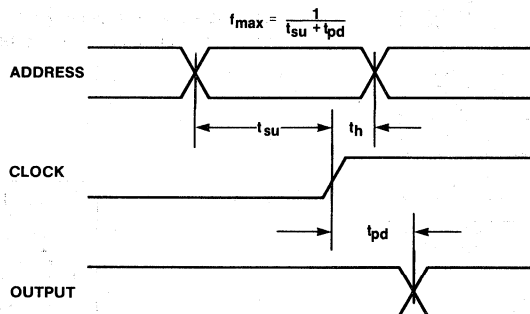 fmax = 1 / tsu + tpd
ADDRESS
tsu
th
CLOCK
tpd
OUTPUT